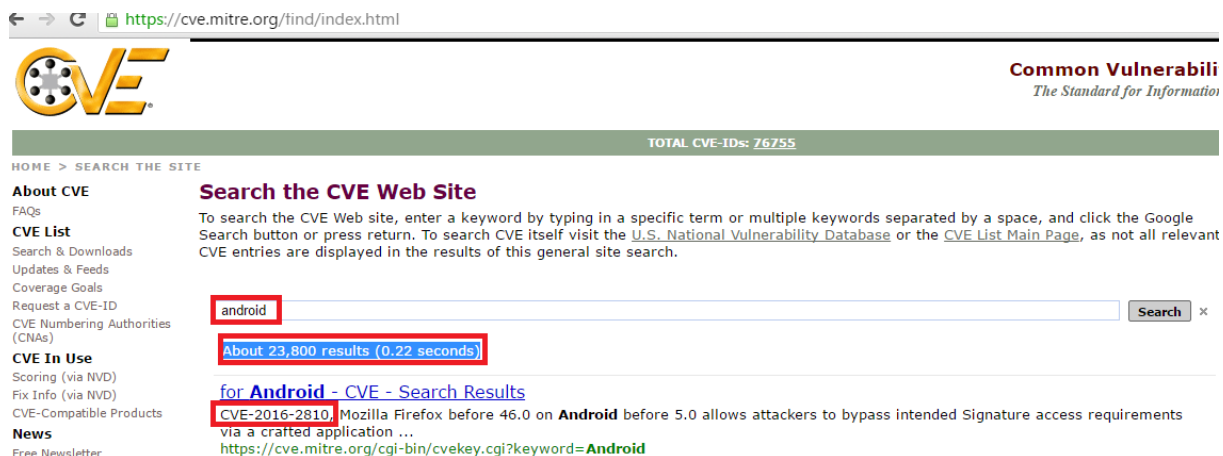 https://cve.mitre.org/find/index.html
CVE
Common Vulnerabili
The Standard for Information
TOTAL CVE-IDs: 76755
HOME > SEARCH THE SITE
About CVE
FAQs
CVE List
Search & Downloads
Updates & Feeds
Coverage Goals
Request a CVE-ID
CVE Numbering Authorities
(CNAs)
CVE In Use
Scoring (via NVD)
Fix Info (via NVD)
CVE-Compatible Products
News
Free Newsletter
Search the CVE Web Site
To search the CVE Web site, enter a keyword by typing in a specific term or multiple keywords separated by a space, and click the Google
Search button or press return. To search CVE itself visit the U.S. National Vulnerability Database or the CVE List Main Page, as not all relevant
CVE entries are displayed in the results of this general site search.
android
Search ×
About 23,800 results (0.22 seconds)
for Android - CVE - Search Results
CVE-2016-2810, Mozilla Firefox before 46.0 on Android before 5.0 allows attackers to bypass intended Signature access requirements
via a crafted application ...
https://cve.mitre.org/cgi-bin/cvekey.cgi?keyword=Android